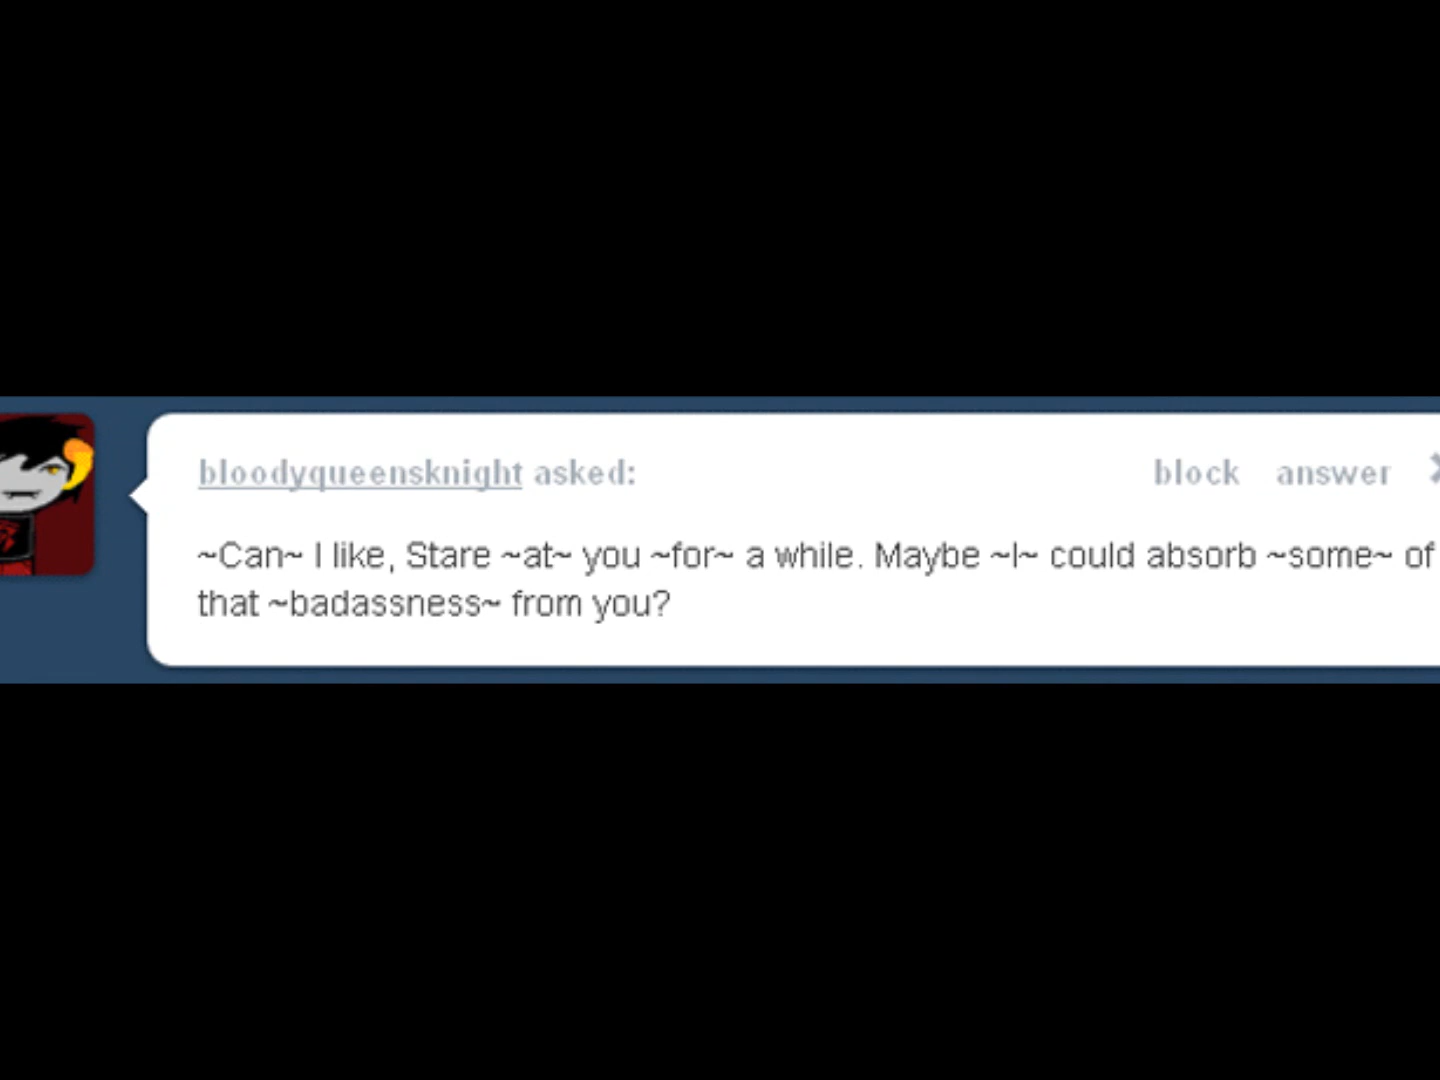 bloodyqueensknight asked: block answer
~Can~ I like, Stare ~at~ you ~for~ a while. Maybe ~I~ could absorb ~some~ of
that ~badassness~ from you?